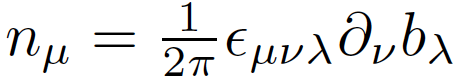 n_μ = \frac{1}{2π} ϵ_{μνλ} ∂_ν b_λ